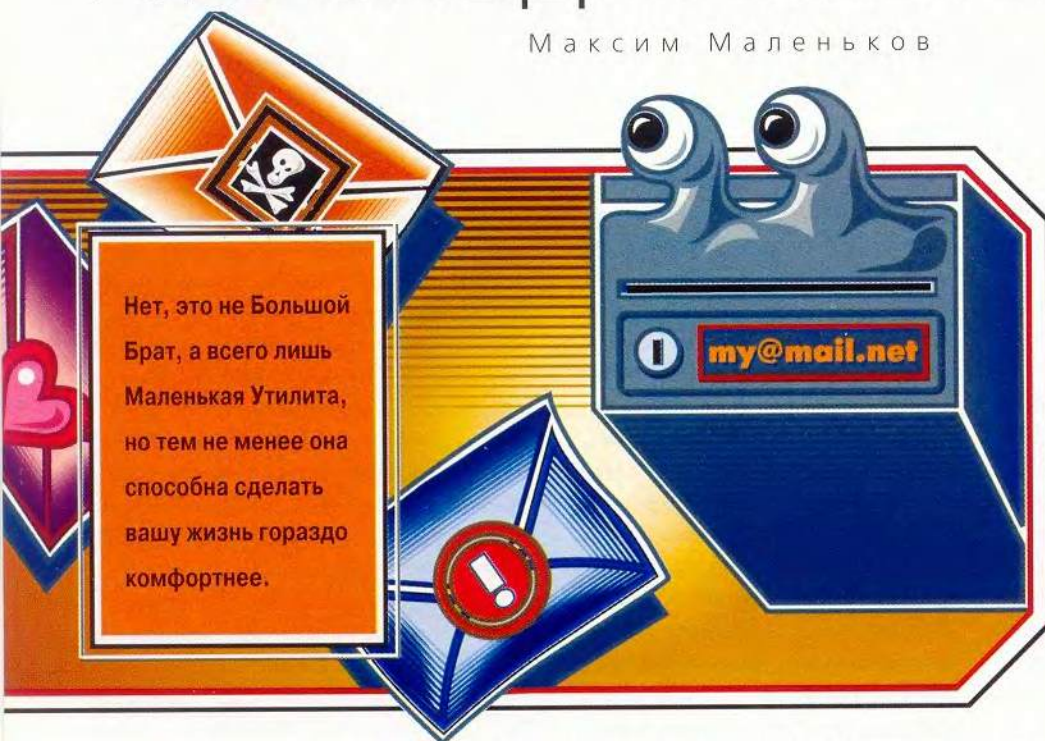 Максим Маленьков
Нет, это не Большой
Брат, а всего лишь
Маленькая Утилита,
но тем не менее она
способна сделать
вашу жизнь гораздо
комфортнее.
my@mail.net